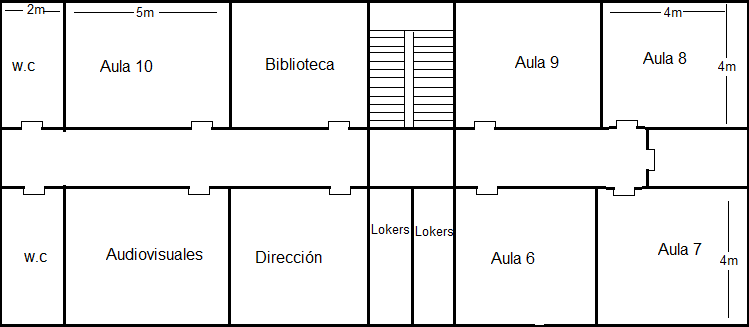 2m
5m
4m
w.c
Aula 10
Biblioteca
Aula 9
Aula 8
4m
w.c
Audiovisuales
Dirección
Lokers
Lokers
Aula 6
Aula 7
4m